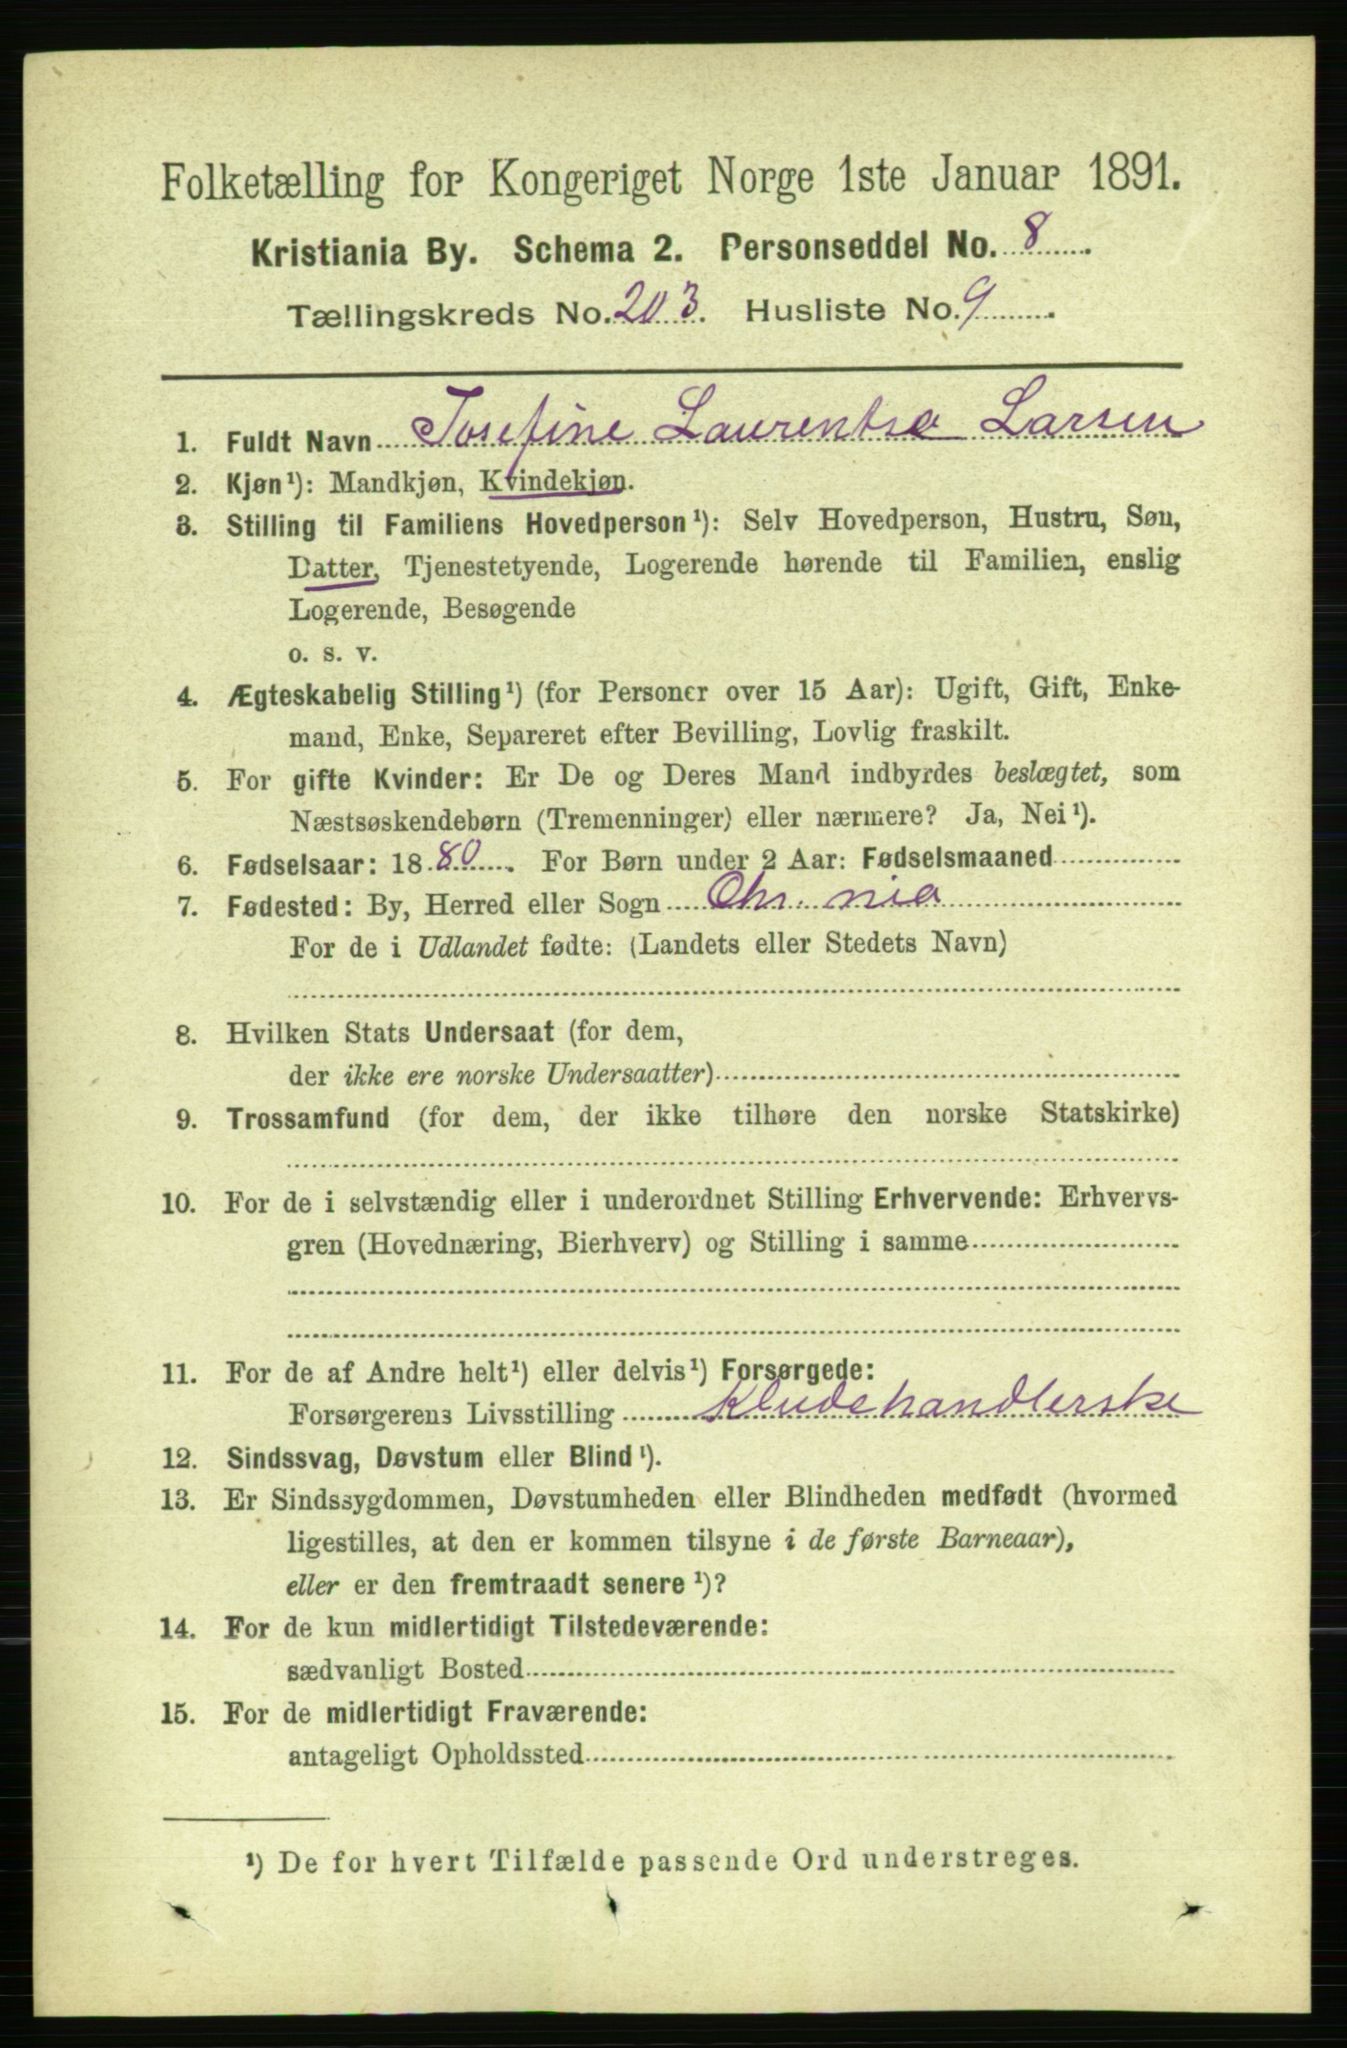 Folketælling for Kongeriget Norge 1ste Januar 1891.
Kristiania By. Schema 2. Personseddel No. 8
Tællingskreds No. 203. Husliste No. 9
1. Fuldt Navn Josefine Laurentse Larsen
2. Kjøn¹): Mandkjøn, Kvindekjøn.
3. Stilling til Familiens Hovedperson¹): Selv Hovedperson, Hustru, Søn,
Datter, Tjenestetyende, Logerende hørende til Familien, enslig
Logerende, Besøgende
o. s. v.
4. Ægteskabelig Stilling¹) (for Personer over 15 Aar): Ugift, Gift, Enke-
mand, Enke, Separeret efter Bevilling, Lovlig fraskilt.
5. For gifte Kvinder: Er De og Deres Mand indbyrdes beslægtet, som
Næstsøskendebørn (Tremenninger) eller nærmere? Ja, Nei¹).
6. Fødselsaar: 1880. For Børn under 2 Aar: Fødselsmaaned
7. Fødested: By, Herred eller Sogn Chr. nia
For de i Udlandet fødte: (Landets eller Stedets Navn)
8. Hvilken Stats Undersaat (for dem,
der ikke ere norske Undersaatter)
9. Trossamfund (for dem, der ikke tilhøre den norske Statskirke)
10. For de i selvstændig eller i underordnet Stilling Erhvervende: Erhvervs-
gren (Hovednæring, Bierhverv) og Stilling i samme
11. For de af Andre helt¹) eller delvis¹) Forsørgede:
Forsørgerens Livsstilling Kludehandlerske
12. Sindssvag, Døvstum eller Blind¹).
13. Er Sindssygdommen, Døvstumheden eller Blindheden medfødt (hvormed
ligestilles, at den er kommen tilsyne i de første Barneaar),
eller er den fremtraadt senere¹)?
14. For de kun midlertidigt Tilstedeværende:
sædvanligt Bosted
15. For de midlertidigt Fraværende:
antageligt Opholdssted
¹) De for hvert Tilfælde passende Ord understreges.